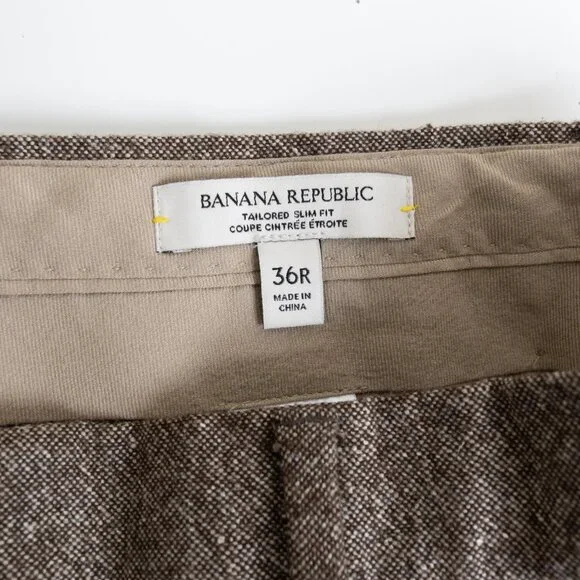 BANANA REPUBLIC
TAILORED SLIM FIT
COUPE CINTRÉE ÉTROITE
36R
MADE IN
CHINA